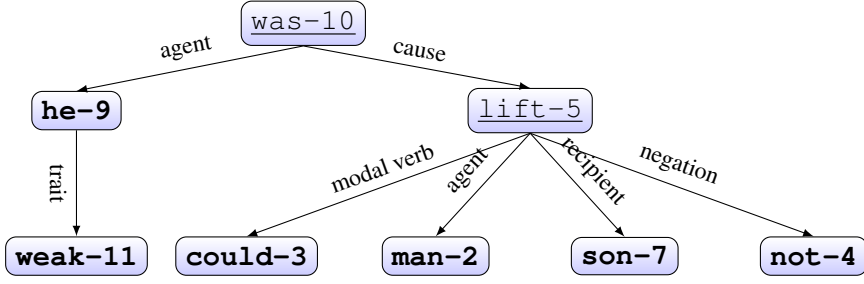 was-10
agent cause
he-9 lift-5
trait modal verb agent recipient negation
weak-11 could-3 man-2 son-7 not-4